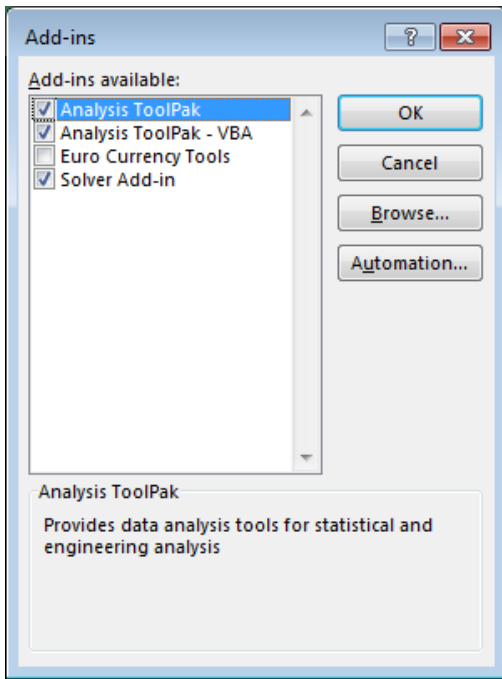 Add-ins
?
Add-ins available:
Analysis ToolPak
Analysis ToolPak - VBA
Euro Currency Tools
Solver Add-in
OK
Cancel
Browse...
Automation...
Analysis ToolPak
Provides data analysis tools for statistical and
engineering analysis